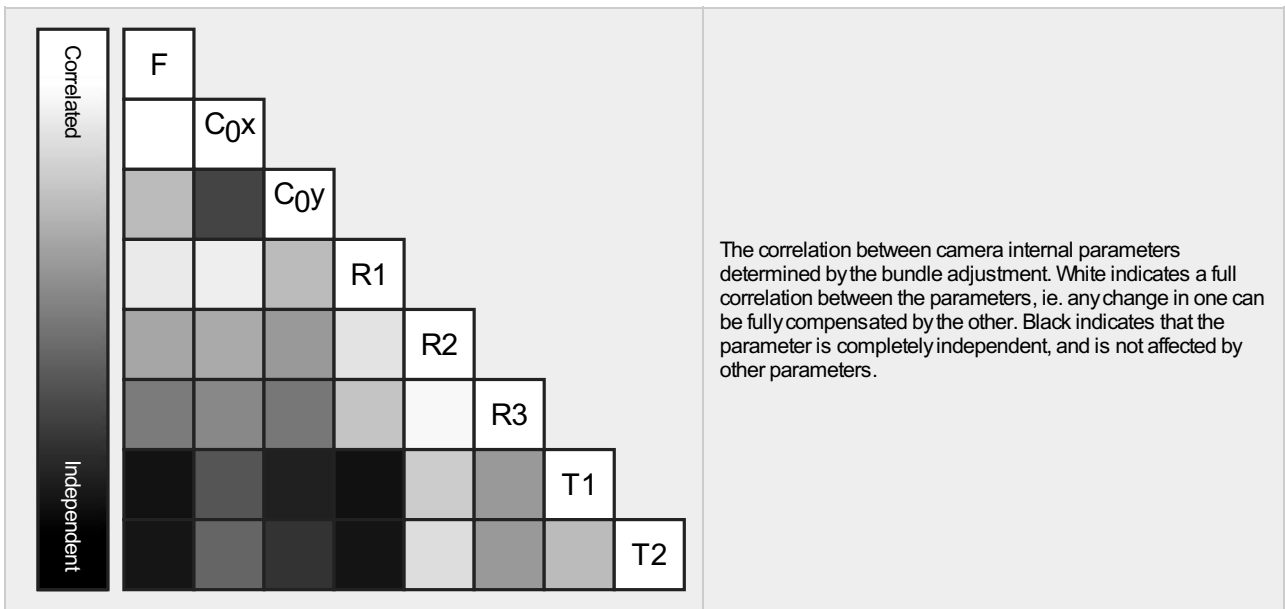 Correlated
Independent
F
C0x
C0y
R1
R2
R3
T1
T2
The correlation between camera internal parameters
determined by the bundle adjustment. White indicates a full
correlation between the parameters, ie. any change in one can
be fully compensated by the other. Black indicates that the
parameter is completely independent, and is not affected by
other parameters.